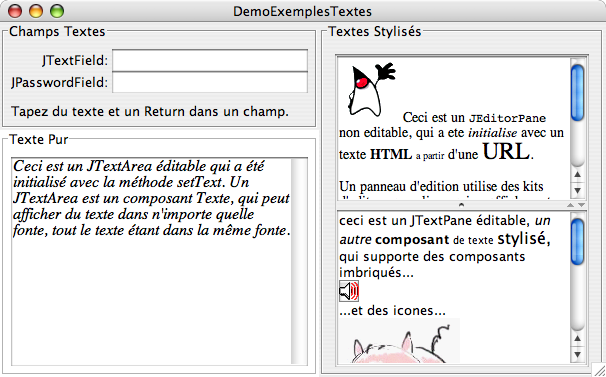 DemoExemplesTextes
Champs Textes
JTextField:
JPasswordField:
Tapez du texte et un Return dans un champ.
Texte Pur
Ceci est un JTextArea éditable qui a été
initialisé avec la méthode setText. Un
JTextArea est un composant Texte, qui peut
afficher du texte dans n'importe quelle
fonte, tout le texte étant dans la même fonte.
Textes Stylisés
Ceci est un JEditorPane
non editable, qui a ete initialise avec un
texte HTML a partir d'une URL.
Un panneau d'edition utilise des kits
ceci est un JTextPane éditable, un
autre composant de texte stylisé,
qui supporte des composants
imbriqués...
...et des icones...